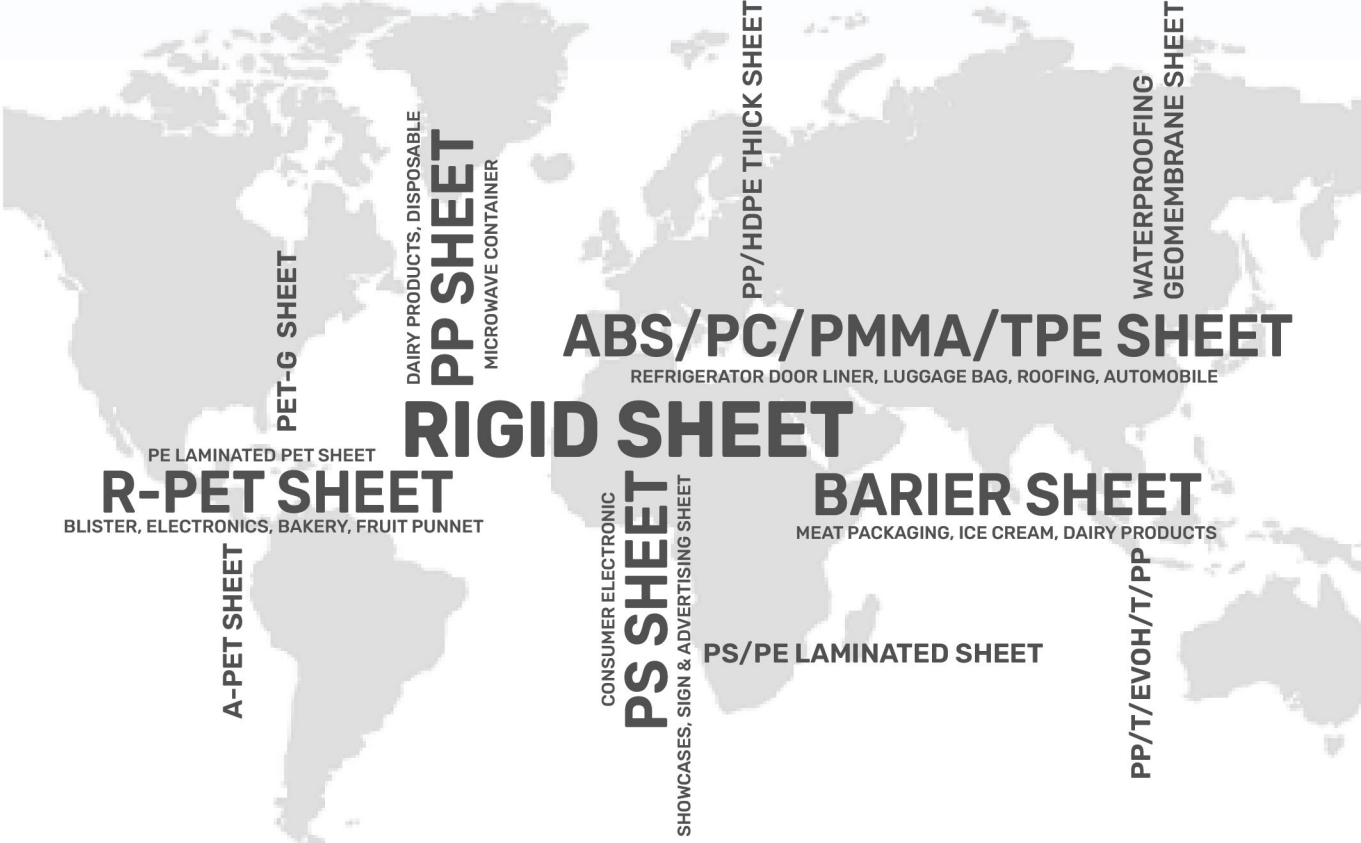 PP/HDPE THICK SHEET
WATERPROOFING
GEOMEMBRANE SHEET
DAIRY PRODUCTS, DISPOSABLE
PP SHEET
MICROWAVE CONTAINER
PET-G SHEET
ABS/PC/PMMA/TPE SHEET
REFRIGERATOR DOOR LINER, LUGGAGE BAG, ROOFING, AUTOMOBILE
RIGID SHEET
PE LAMINATED PET SHEET
R-PET SHEET
BLISTER, ELECTRONICS, BAKERY, FRUIT PUNNET
A-PET SHEET
CONSUMER ELECTRONIC
PS SHEET
SHOWCASES, SIGN & ADVERTISING SHEET
BARIER SHEET
MEAT PACKAGING, ICE CREAM, DAIRY PRODUCTS
PS/PE LAMINATED SHEET
PP/T/EVOH/T/PP